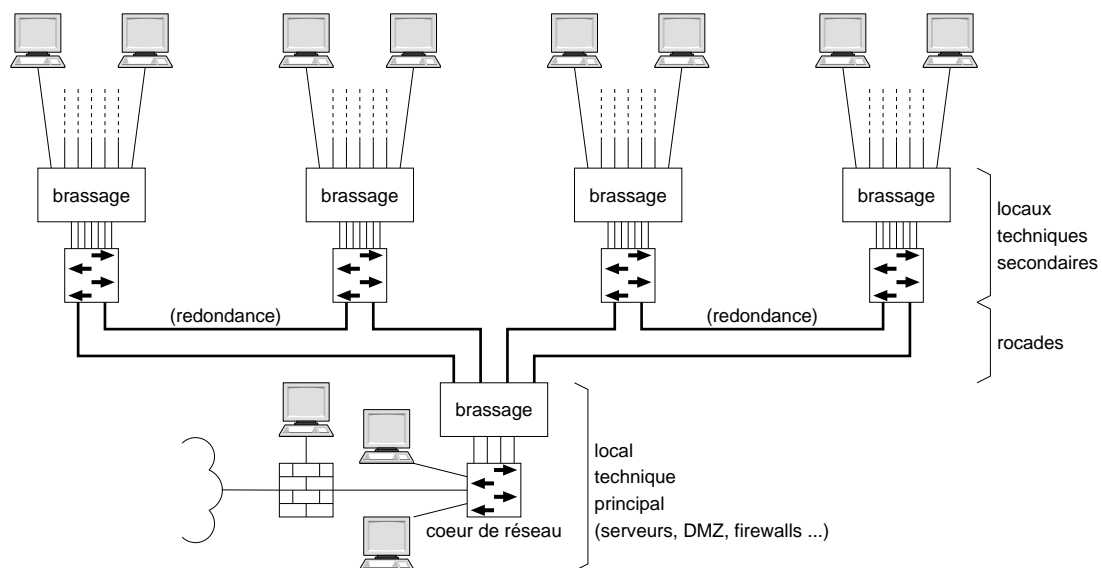 brassage
brassage
brassage
brassage
locaux
techniques
secondaires
(redondance)
(redondance)
rocades
brassage
local
technique
principal
(serveurs, DMZ, firewalls ...)
coeur de réseau